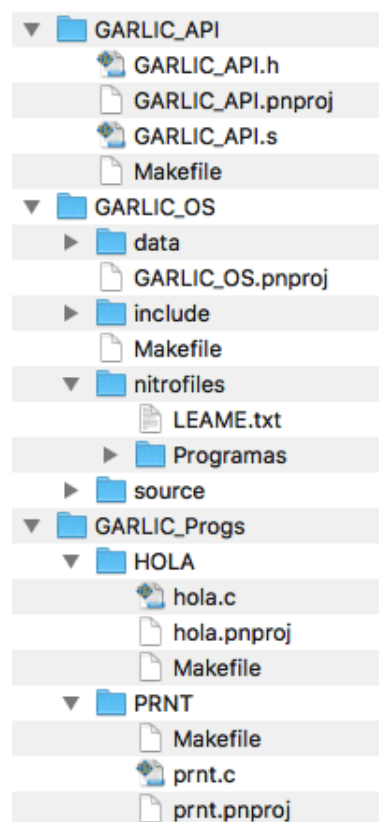 GARLIC_API
GARLIC_API.h
GARLIC_API.pnproj
GARLIC_API.s
Makefile
GARLIC_OS
data
GARLIC_OS.pnproj
include
Makefile
nitrofiles
LEAME.txt
Programas
source
GARLIC_Progs
HOLA
hola.c
hola.pnproj
Makefile
PRNT
Makefile
prnt.c
prnt.pnproj